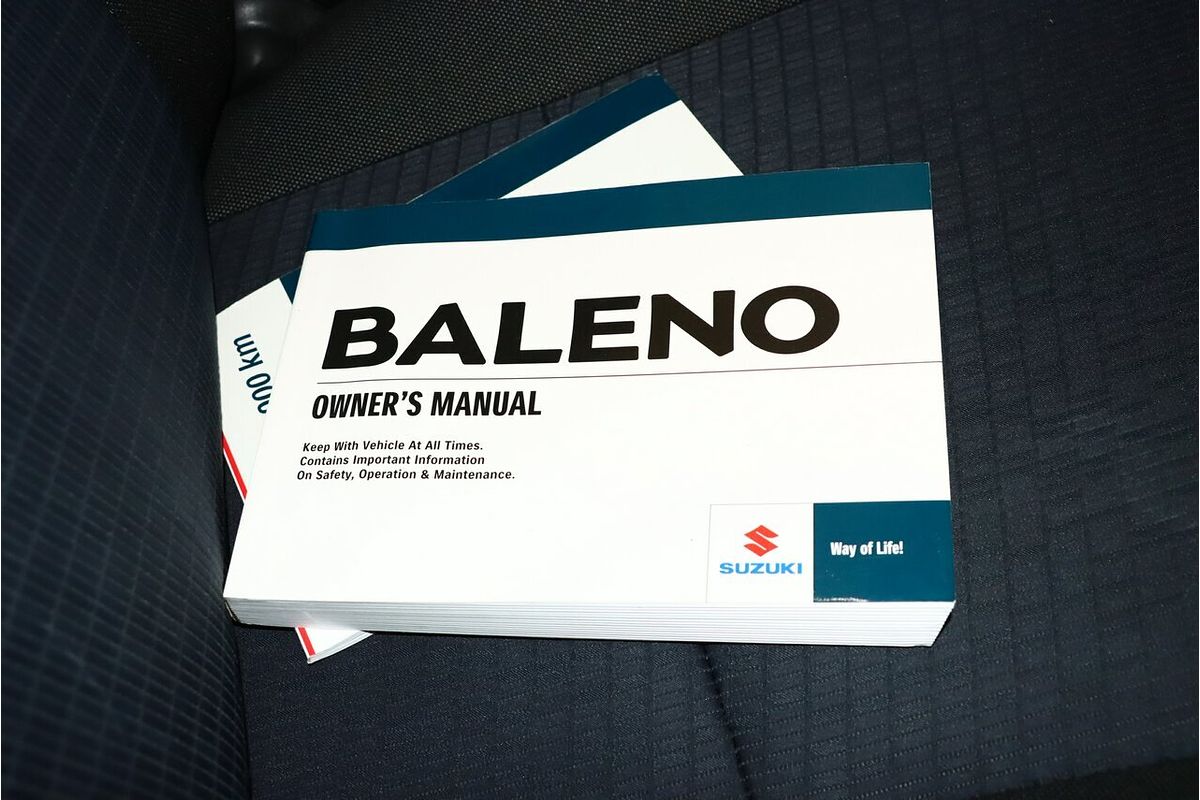 BALENO
OWNER'S MANUAL
Keep With Vehicle At All Times.
Contains Important Information
On Safety, Operation & Maintenance.
SUZUKI
Way of Life!
km